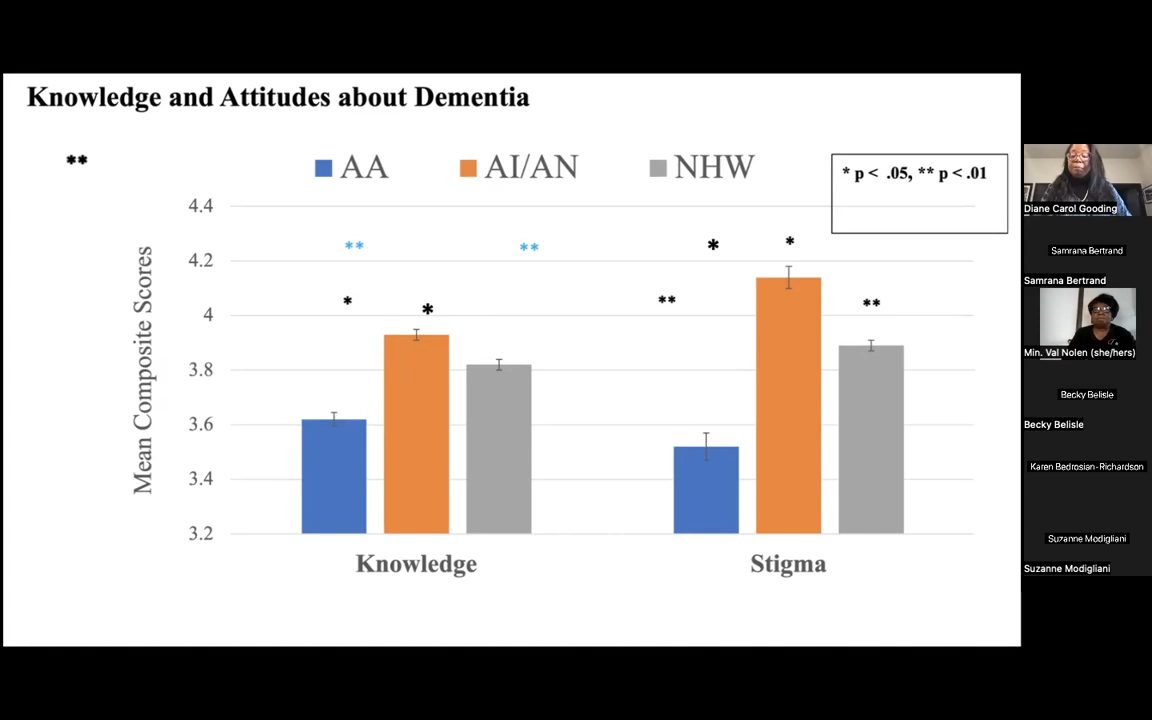 Knowledge and Attitudes about Dementia
**
AA AI/AN NHW
* p < .05, ** p < .01
Mean Composite Scores
4.4
4.2
4
3.8
3.6
3.4
3.2
** ** * *
* * ** **
Knowledge Stigma
Diane Carol Gooding
Samrana Bertrand
Samrana Bertrand
Min. Val Nolen (she/hers)
Becky Belisle
Becky Belisle
Karen Bedrosian-Richardson
Suzanne Modigliani
Suzanne Modigliani